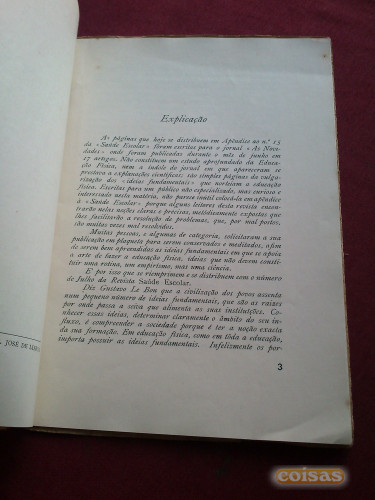 Explicação
As páginas que hoje se distribuem em Apêndice ao n.º 15
da «Saúde Escolar» fôram escritas para o jornal «As Novi-
dades» onde foram publicadas durante o mês de junho em
17 artigos. Não constituem um estudo aprofundado da Educa-
ção Física, nem a índole do jornal em que apareceram se
prestava a explanações científicas: são simples páginas de vulga-
rização das «ideias fundamentais» que norteiam a educação
física. Escritas para um público não especializado, mas curioso e
interessado nesta matéria, não parece inútil colocá-la em apêndice
à «Saúde Escolar», porque alguns leitores desta revista encon-
trarão nelas noções claras e precisas, metòdicamente expostas que
lhes facilitarão a resolução de problemas, que, por mal postos,
são muitas vezes mal resolvidos.
Muitas pessoas, e algumas de categoria, solicitaram a sua
publicação em plaquete para serem conservados e meditados, afim
de serem bem aprendidas as ideias fundamentais em que o apoia
a arte de fazer a educação física, ideias que não devem consti-
tuir uma rotina, um empirismo, mas uma ciência.
É por isso que se reimprimem e se distribuem com o número
de Julho da Revista Saúde Escolar.
Diz Gustavo Le Bon que a civilização dos povos assenta
num pequeno número de ideias fundamentais, que são as raízes
por onde passa a seiva que alimenta as suas instituições. Co-
nhecer essas ideias, determinar claramente o âmbito do seu in-
fluxo, é compreender a sociedade porque é ter a noção exacta
da sua formação. Em educação física, como em tôda a educação,
importa possuir as ideias fundamentais. Infelizmente os por-
3
JOSÉ DE
coisas